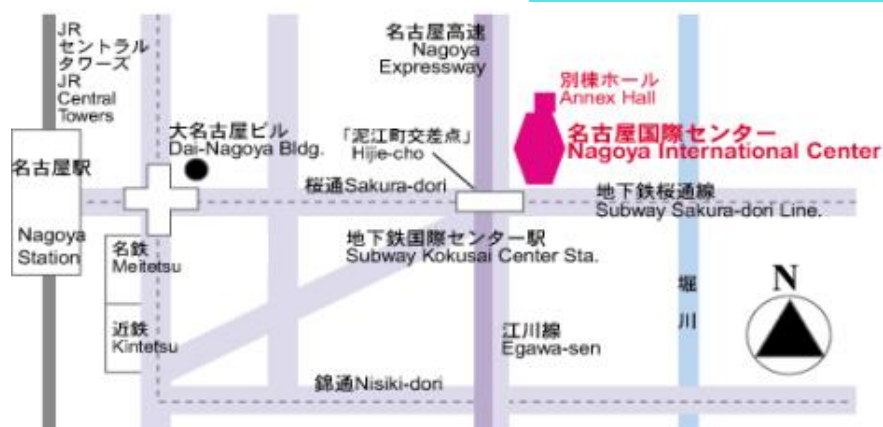 JR
セントラル
タワーズ
JR
Central
Towers
名古屋高速
Nagoya
Expressway
別棟ホール
Annex Hall
大名古屋ビル
Dai-Nagoya Bldg.
「泥江町交差点」
Hijie-cho
名古屋国際センター
Nagoya International Center
名古屋駅
Nagoya
Station
桜通Sakura-dori
地下鉄桜通線
Subway Sakura-dori Line.
名鉄
Meitetsu
地下鉄国際センター駅
Subway Kokusai Center Sta.
堀
川
N
近鉄
Kintetsu
江川線
Egawa-sen
錦通Nisiki-dori